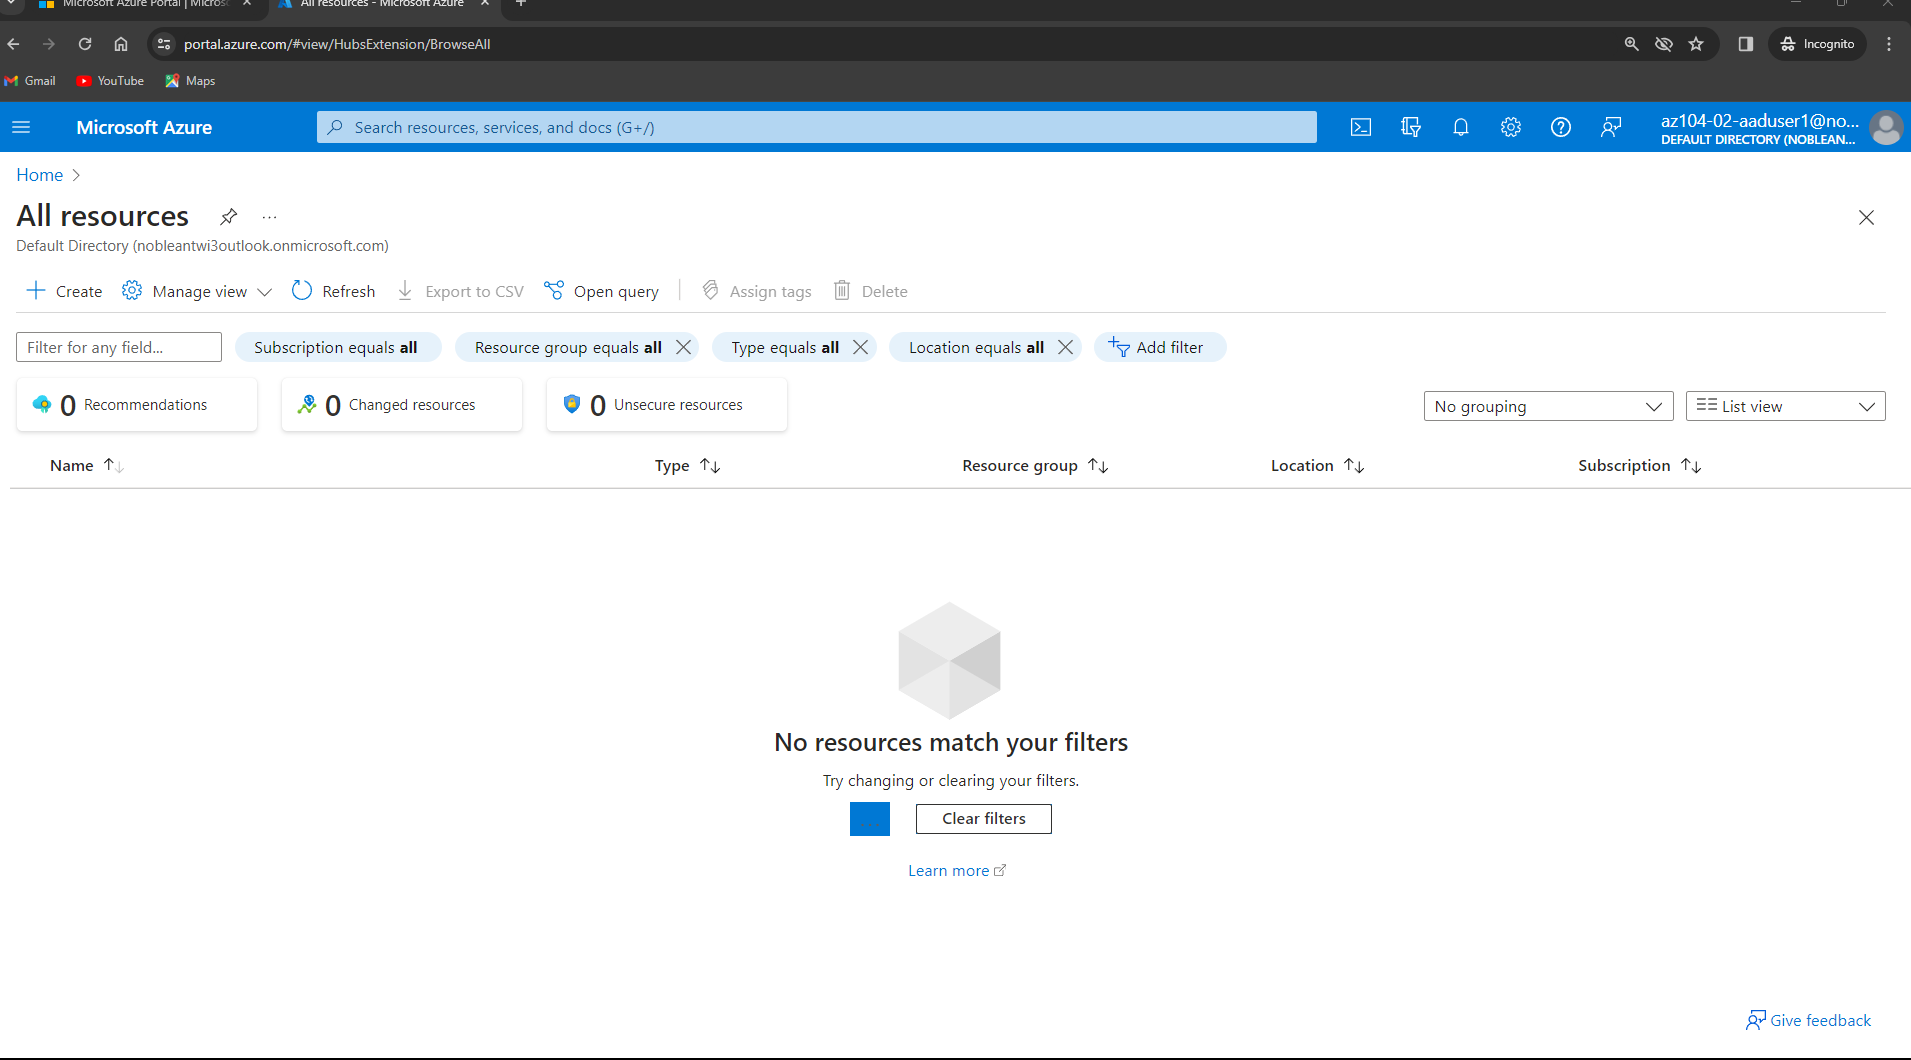 Microsoft Azure Portal | Micros
All resources - Microsoft Azure
portal.azure.com/#view/HubsExtension/BrowseAll
Incognito
Gmail
YouTube
Maps
Microsoft Azure
Search resources, services, and docs (G+/)
az104-02-aaduser1@no...
DEFAULT DIRECTORY (NOBLEAN...
Home
All resources
Default Directory (nobleantwi3outlook.onmicrosoft.com)
Create
Manage view
Refresh
Export to CSV
Open query
Assign tags
Delete
Filter for any field...
Subscription equals all
Resource group equals all
Type equals all
Location equals all
Add filter
0 Recommendations
0 Changed resources
0 Unsecure resources
No grouping
List view
Name
Type
Resource group
Location
Subscription
No resources match your filters
Try changing or clearing your filters.
Clear filters
Learn more
Give feedback